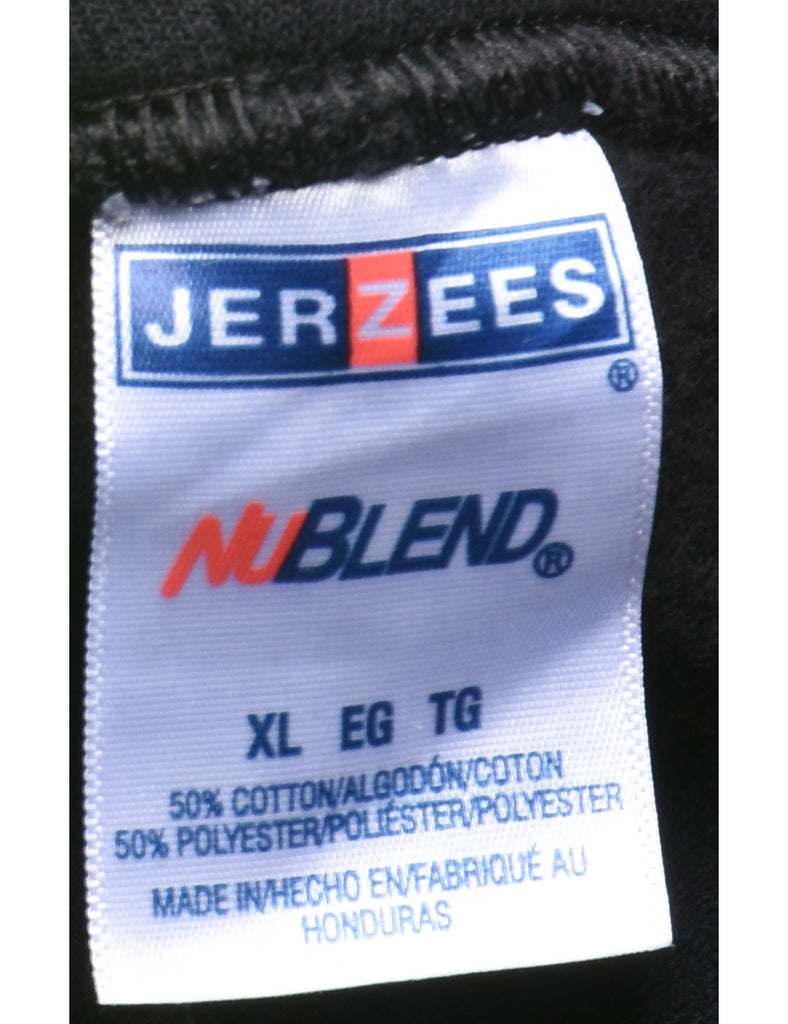 JERZEES
®
NUBLEND®
XL EG TG
50% COTTON/ALGODÓN/COTON
50% POLYESTER/POLIÉSTER/POLYESTER
MADE IN/HECHO EN/FABRIQUÉ AU
HONDURAS